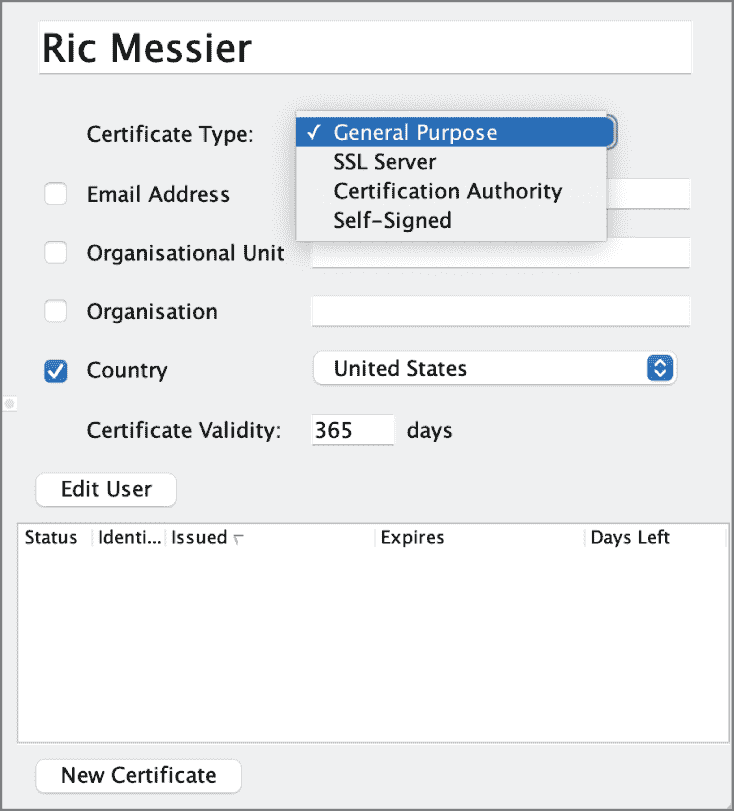 Ric Messier
Certificate Type:
✓ General Purpose
SSL Server
Certification Authority
Self-Signed
Email Address
Organisational Unit
Organisation
Country United States
Certificate Validity: 365 days
Edit User
Status Identi... Issued Expires Days Left
New Certificate